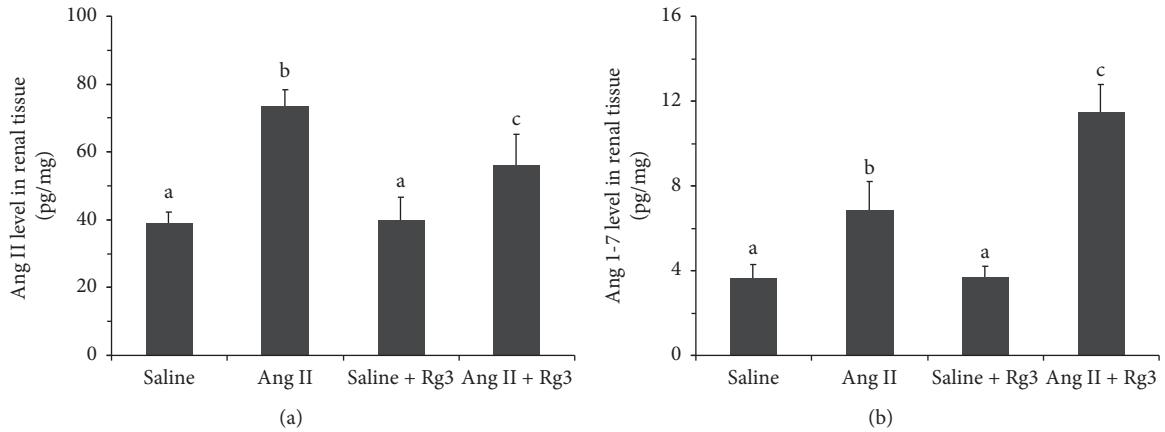 Ang II level in renal tissue
(pg/mg)
100
80
60
40
20
0
a
b
a
c
Saline
Ang II
Saline + Rg3
Ang II + Rg3
(a)
Ang 1-7 level in renal tissue
(pg/mg)
16
12
8
4
0
a
b
a
c
Saline
Ang II
Saline + Rg3
Ang II + Rg3
(b)